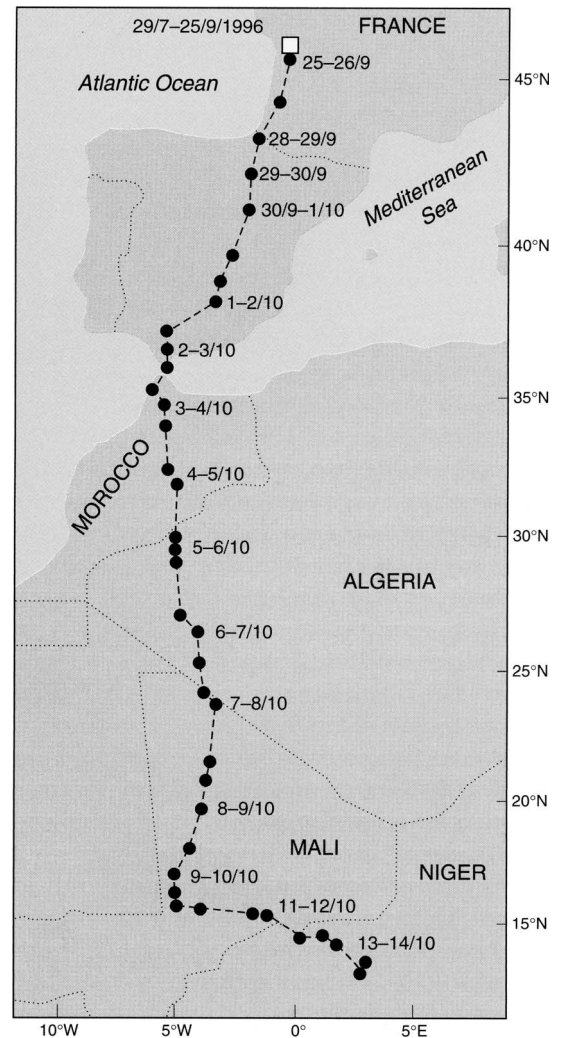 29/7–25/9/1996
FRANCE
25–26/9
Atlantic Ocean
45°N
28–29/9
29–30/9
Mediterranean
Sea
30/9–1/10
40°N
1–2/10
2–3/10
35°N
3–4/10
MOROCCO
4–5/10
30°N
5–6/10
ALGERIA
6–7/10
25°N
7–8/10
20°N
8–9/10
MALI
9–10/10
NIGER
11–12/10
15°N
13–14/10
10°W
5°W
0°
5°E